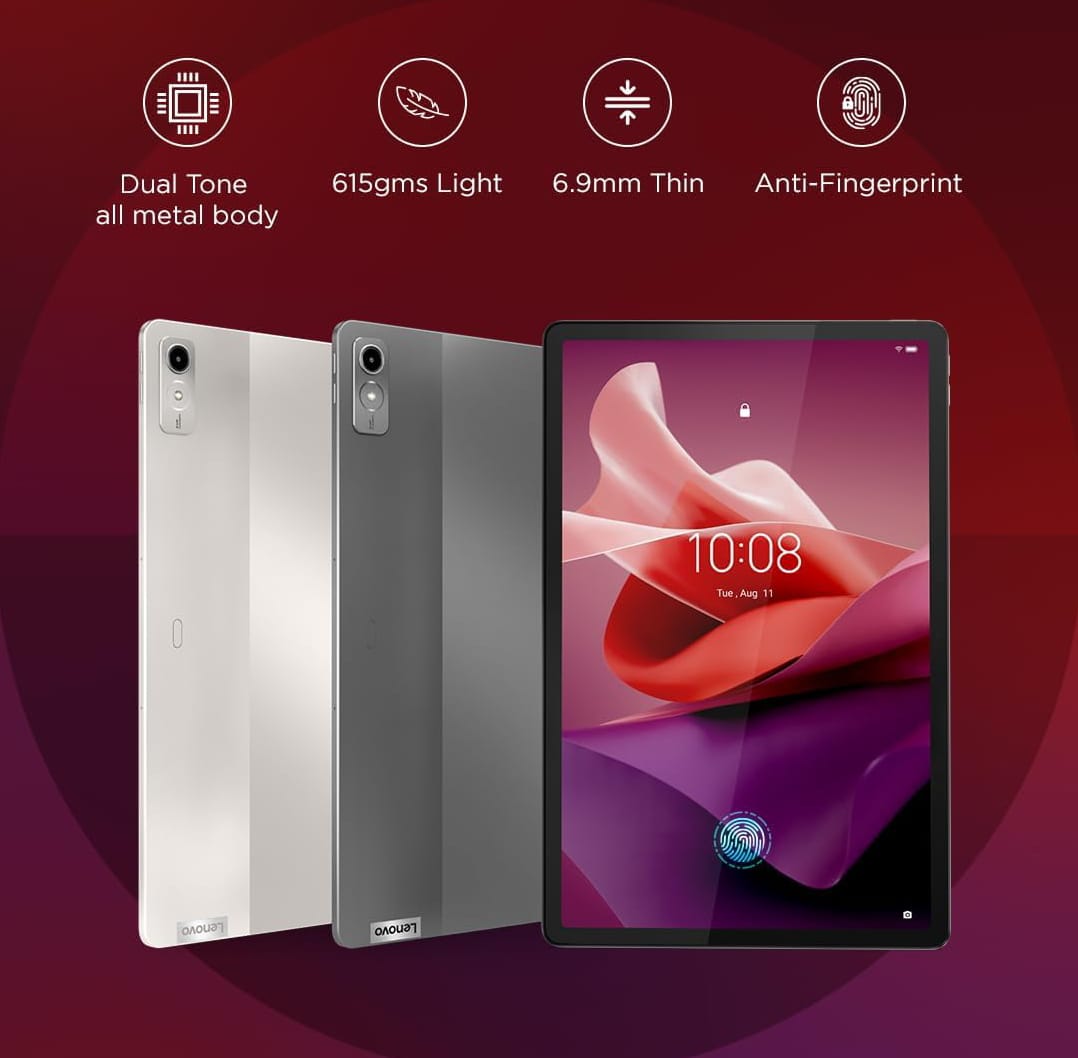 Dual Tone
all metal body
615gms Light
6.9mm Thin
Anti-Fingerprint
10:08
Tue , Aug 11
Lenovo
Lenovo